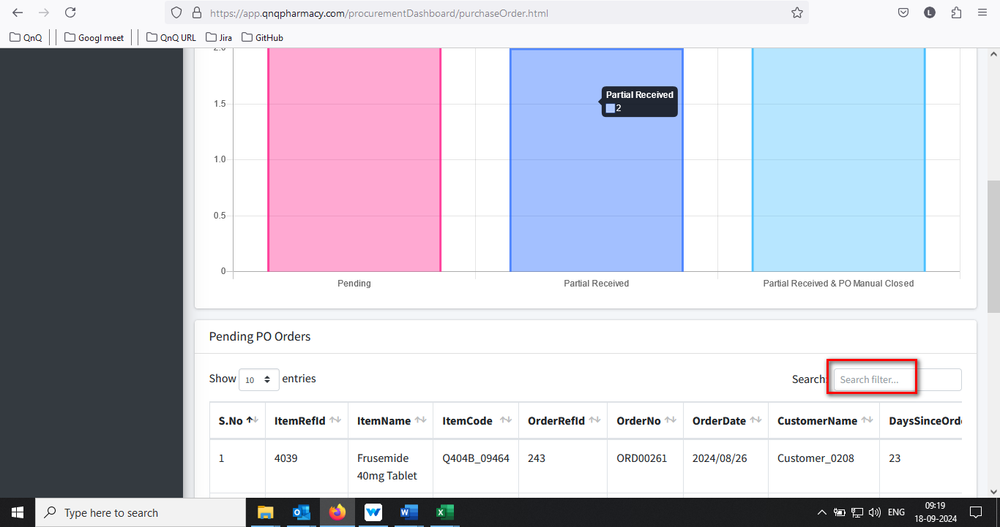 https://app.qnqpharmacy.com/procurementDashboard/purchaseOrder.html
L
QnQ
Googl meet
QnQ URL
Jira
GitHub
2.0
1.5
1.0
0.5
0
Partial Received
2
Pending
Partial Received
Partial Received & PO Manual Closed
Pending PO Orders
Show 10 entries
Search: Search filter...
S.No ItemRefId ItemName ItemCode OrderRefId OrderNo OrderDate CustomerName DaysSinceOrd
1 4039 Frusemide 40mg Tablet Q404B_09464 243 ORD00261 2024/08/26 Customer_0208 23
Type here to search
ENG
09:19
18-09-2024